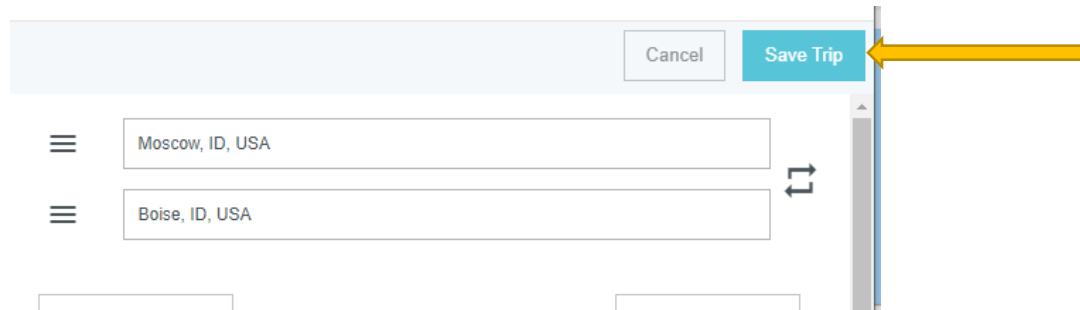 Cancel Save Trip
Moscow, ID, USA
Boise, ID, USA